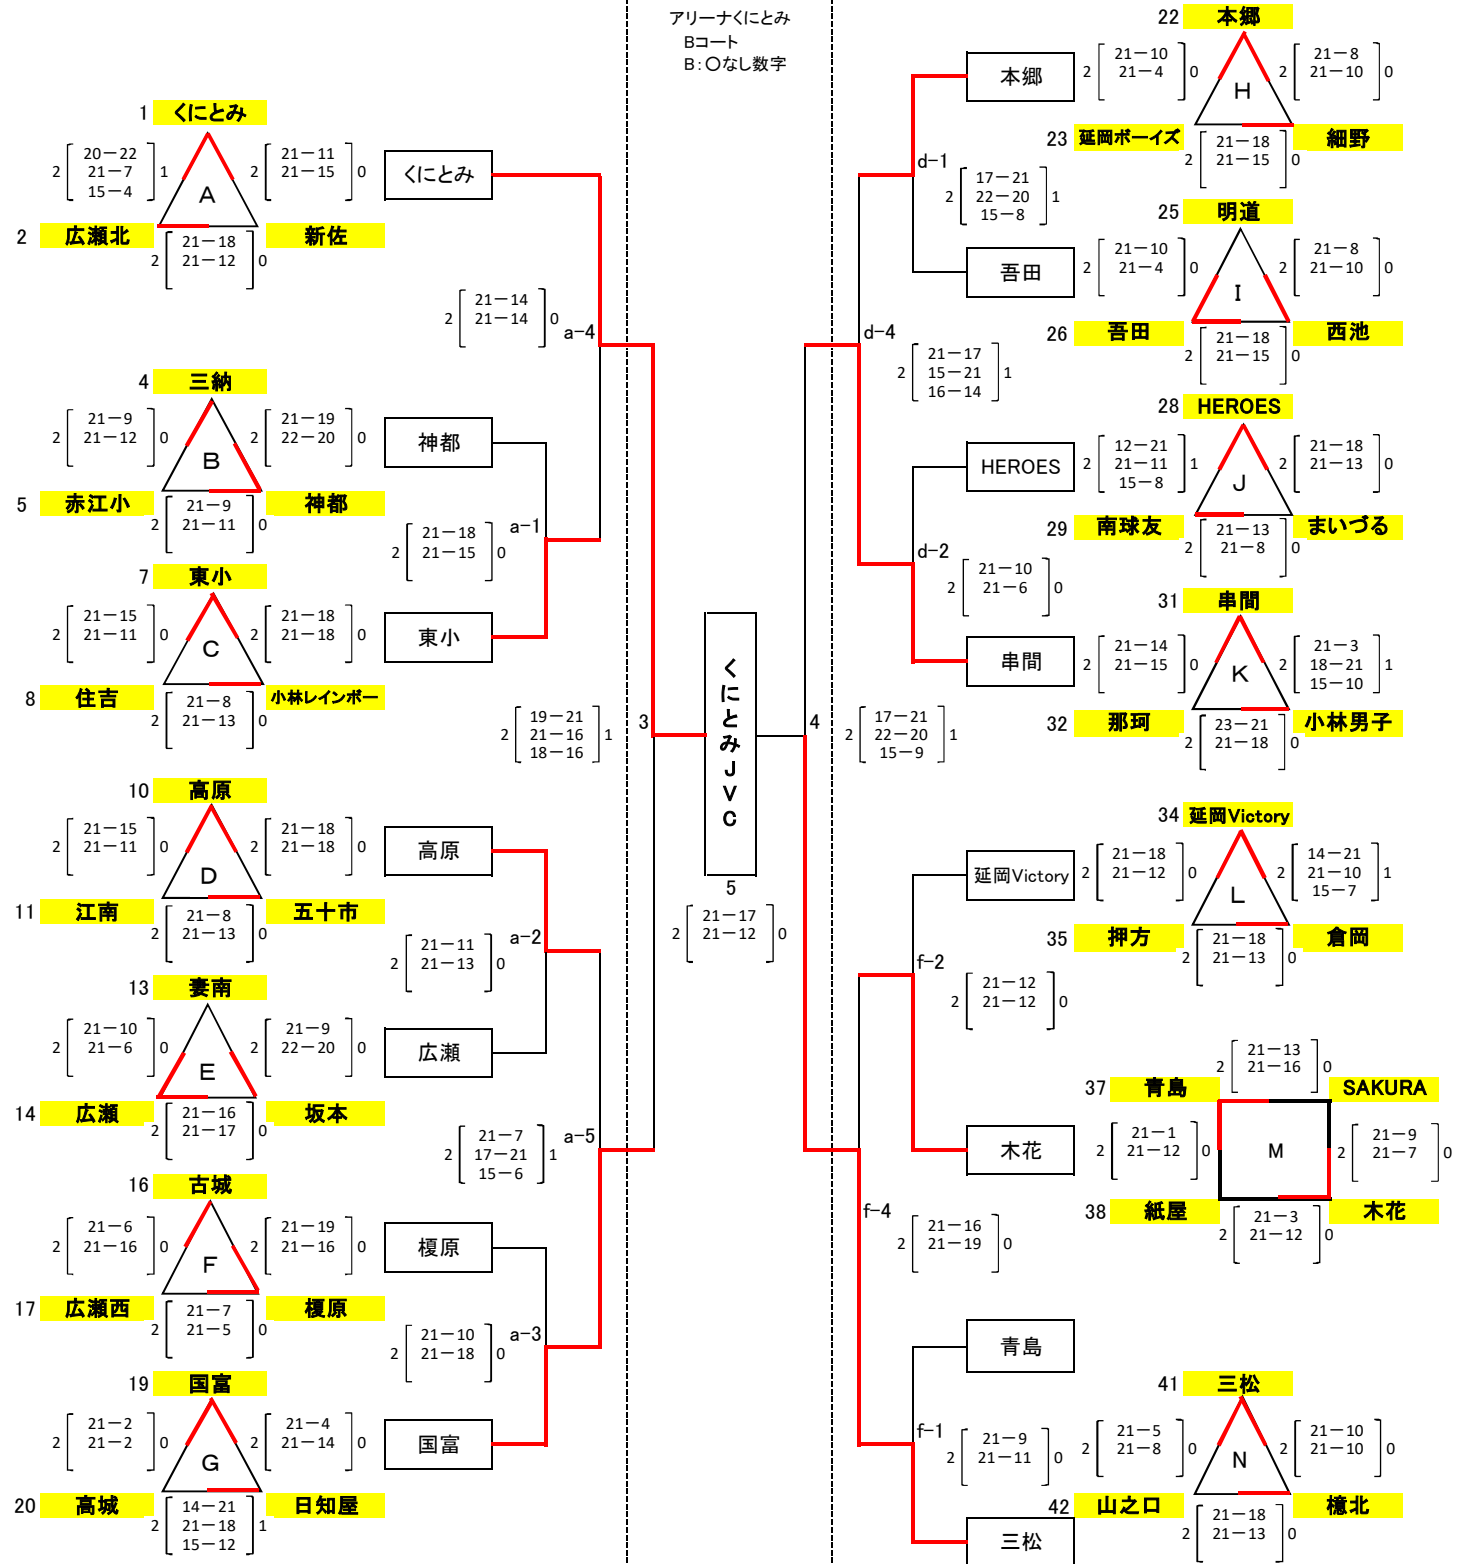 アリーナくにとみ
Bコート
B:〇なし数字
1 くにとみ
2 [ 20－22 21－7 15－4 ] 1
A
2 [ 21－11 21－15 ] 0
くにとみ
2 広瀬北
新佐
2 [ 21－18 21－12 ] 0
2 [ 21－14 21－14 ] 0
a-4
4 三納
2 [ 21－9 21－12 ] 0
B
2 [ 21－19 22－20 ] 0
神都
5 赤江小
神都
2 [ 21－9 21－11 ] 0
2 [ 21－18 21－15 ] 0
a-1
7 東小
2 [ 21－15 21－11 ] 0
C
2 [ 21－18 21－18 ] 0
東小
8 住吉
小林レインボー
2 [ 21－8 21－13 ] 0
2 [ 19－21 21－16 18－16 ] 1
3
10 高原
2 [ 21－15 21－11 ] 0
D
2 [ 21－18 21－18 ] 0
高原
11 江南
五十市
2 [ 21－8 21－13 ] 0
2 [ 21－11 21－13 ] 0
a-2
13 妻南
2 [ 21－10 21－6 ] 0
E
2 [ 21－9 22－20 ] 0
広瀬
14 広瀬
坂本
2 [ 21－16 21－17 ] 0
2 [ 21－7 17－21 15－6 ] 1
a-5
16 古城
2 [ 21－6 21－16 ] 0
F
2 [ 21－19 21－16 ] 0
榎原
17 広瀬西
榎原
2 [ 21－7 21－5 ] 0
2 [ 21－10 21－18 ] 0
a-3
19 国富
2 [ 21－2 21－2 ] 0
G
2 [ 21－4 21－14 ] 0
国富
20 高城
日知屋
2 [ 14－21 21－18 15－12 ] 1
くにとみＪＶＣ
5
2 [ 21－17 21－12 ] 0
22 本郷
本郷
2 [ 21－10 21－4 ] 0
H
2 [ 21－8 21－10 ] 0
23 延岡ボーイズ
細野
2 [ 21－18 21－15 ] 0
d-1
2 [ 17－21 22－20 15－8 ] 1
25 明道
吾田
2 [ 21－10 21－4 ] 0
I
2 [ 21－8 21－10 ] 0
26 吾田
西池
2 [ 21－18 21－15 ] 0
d-4
2 [ 21－17 15－21 16－14 ] 1
28 HEROES
HEROES
2 [ 12－21 21－11 15－8 ] 1
J
2 [ 21－18 21－13 ] 0
29 南球友
まいづる
2 [ 21－13 21－8 ] 0
d-2
2 [ 21－10 21－6 ] 0
31 串間
串間
2 [ 21－14 21－15 ] 0
K
2 [ 21－3 18－21 15－10 ] 1
32 那珂
小林男子
2 [ 23－21 21－18 ] 0
4
2 [ 17－21 22－20 15－9 ] 1
34 延岡Victory
延岡Victory
2 [ 21－18 21－12 ] 0
L
2 [ 14－21 21－10 15－7 ] 1
35 押方
倉岡
2 [ 21－18 21－13 ] 0
f-2
2 [ 21－12 21－12 ] 0
2 [ 21－13 21－16 ] 0
37 青島
SAKURA
木花
2 [ 21－1 21－12 ] 0
M
2 [ 21－9 21－7 ] 0
38 紙屋
木花
2 [ 21－3 21－12 ] 0
f-4
2 [ 21－16 21－19 ] 0
青島
41 三松
f-1
2 [ 21－9 21－11 ] 0
2 [ 21－5 21－8 ] 0
N
2 [ 21－10 21－10 ] 0
42 山之口
檍北
三松
2 [ 21－18 21－13 ] 0